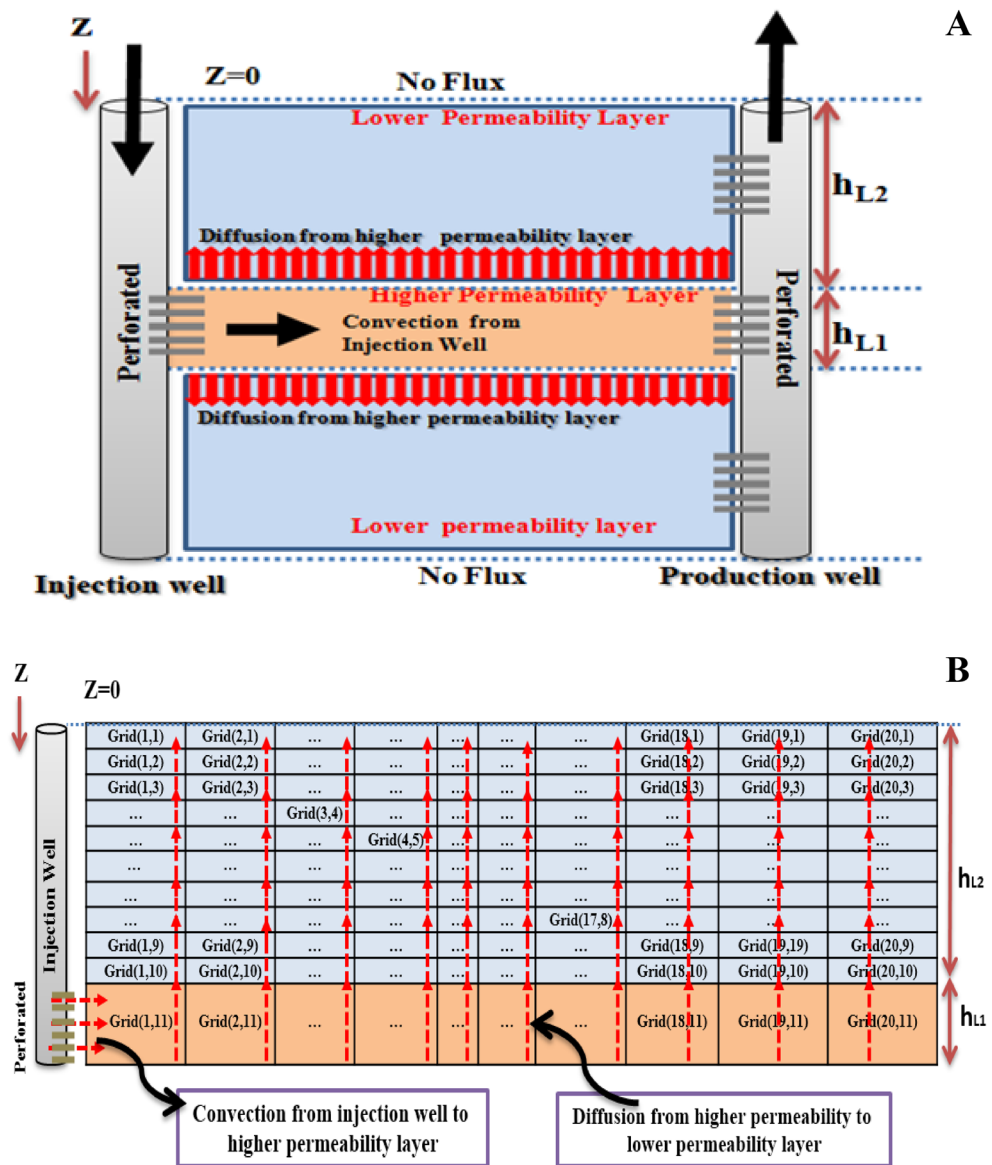 A
Z
Z=0
No Flux
Lower Permeability Layer
hL2
Diffusion from higher permeability layer
Perforated
Perforated
Higher Permeability Layer
Convection from
Injection Well
hL1
Diffusion from higher permeability layer
Lower permeability layer
Injection well
No Flux
Production well
B
Z
Z=0
Injection Well
Perforated
Grid(1,1) Grid(2,1) ... ... ... ... ... Grid(18,1) Grid(19,1) Grid(20,1)
Grid(1,2) Grid(2,2) ... ... ... ... ... Grid(18,2) Grid(19,2) Grid(20,2)
Grid(1,3) Grid(2,3) ... ... ... ... ... Grid(18,3) Grid(19,3) Grid(20,3)
... ... Grid(3,4) ... ... ... ... ... ... ...
... ... ... Grid(4,5) ... ... ... ... ... ...
... ... ... ... ... ... ... ... ... ...
... ... ... ... ... ... ... ... ... ...
... ... ... ... ... ... Grid(17,8) ... ... ...
Grid(1,9) Grid(2,9) ... ... ... ... ... Grid(18,9) Grid(19,19) Grid(20,9)
Grid(1,10) Grid(2,10) ... ... ... ... ... Grid(18,10) Grid(19,10) Grid(20,10)
Grid(1,11) Grid(2,11) ... ... ... ... ... Grid(18,11) Grid(19,11) Grid(20,11)
hL2
hL1
Convection from injection well to
higher permeability layer
Diffusion from higher permeability to
lower permeability layer